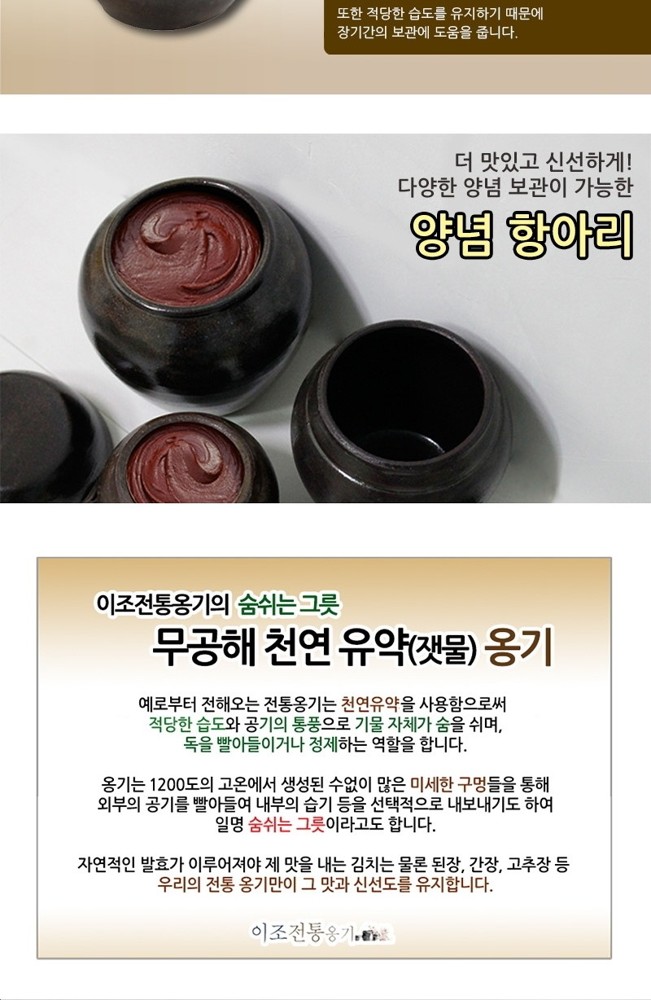 또한 적당한 습도를 유지하기 때문에
장기간의 보관에 도움을 줍니다.
더 맛있고 신선하게!
다양한 양념 보관이 가능한
양념 항아리
이조전통옹기의 숨쉬는 그릇
무공해 천연 유약(잿물) 옹기
예로부터 전해오는 전통옹기는 천연유약을 사용함으로써
적당한 습도와 공기의 통풍으로 기물 자체가 숨을 쉬며,
독을 빨아들이거나 정제하는 역할을 합니다.
옹기는 1200도의 고온에서 생성된 수없이 많은 미세한 구멍들을 통해
외부의 공기를 빨아들여 내부의 습기 등을 선택적으로 내보내기도 하여
일명 숨쉬는 그릇이라고도 합니다.
자연적인 발효가 이루어져야 제 맛을 내는 김치는 물론 된장, 간장, 고추장 등
우리의 전통 옹기만이 그 맛과 신선도를 유지합니다.
이조전통옹기